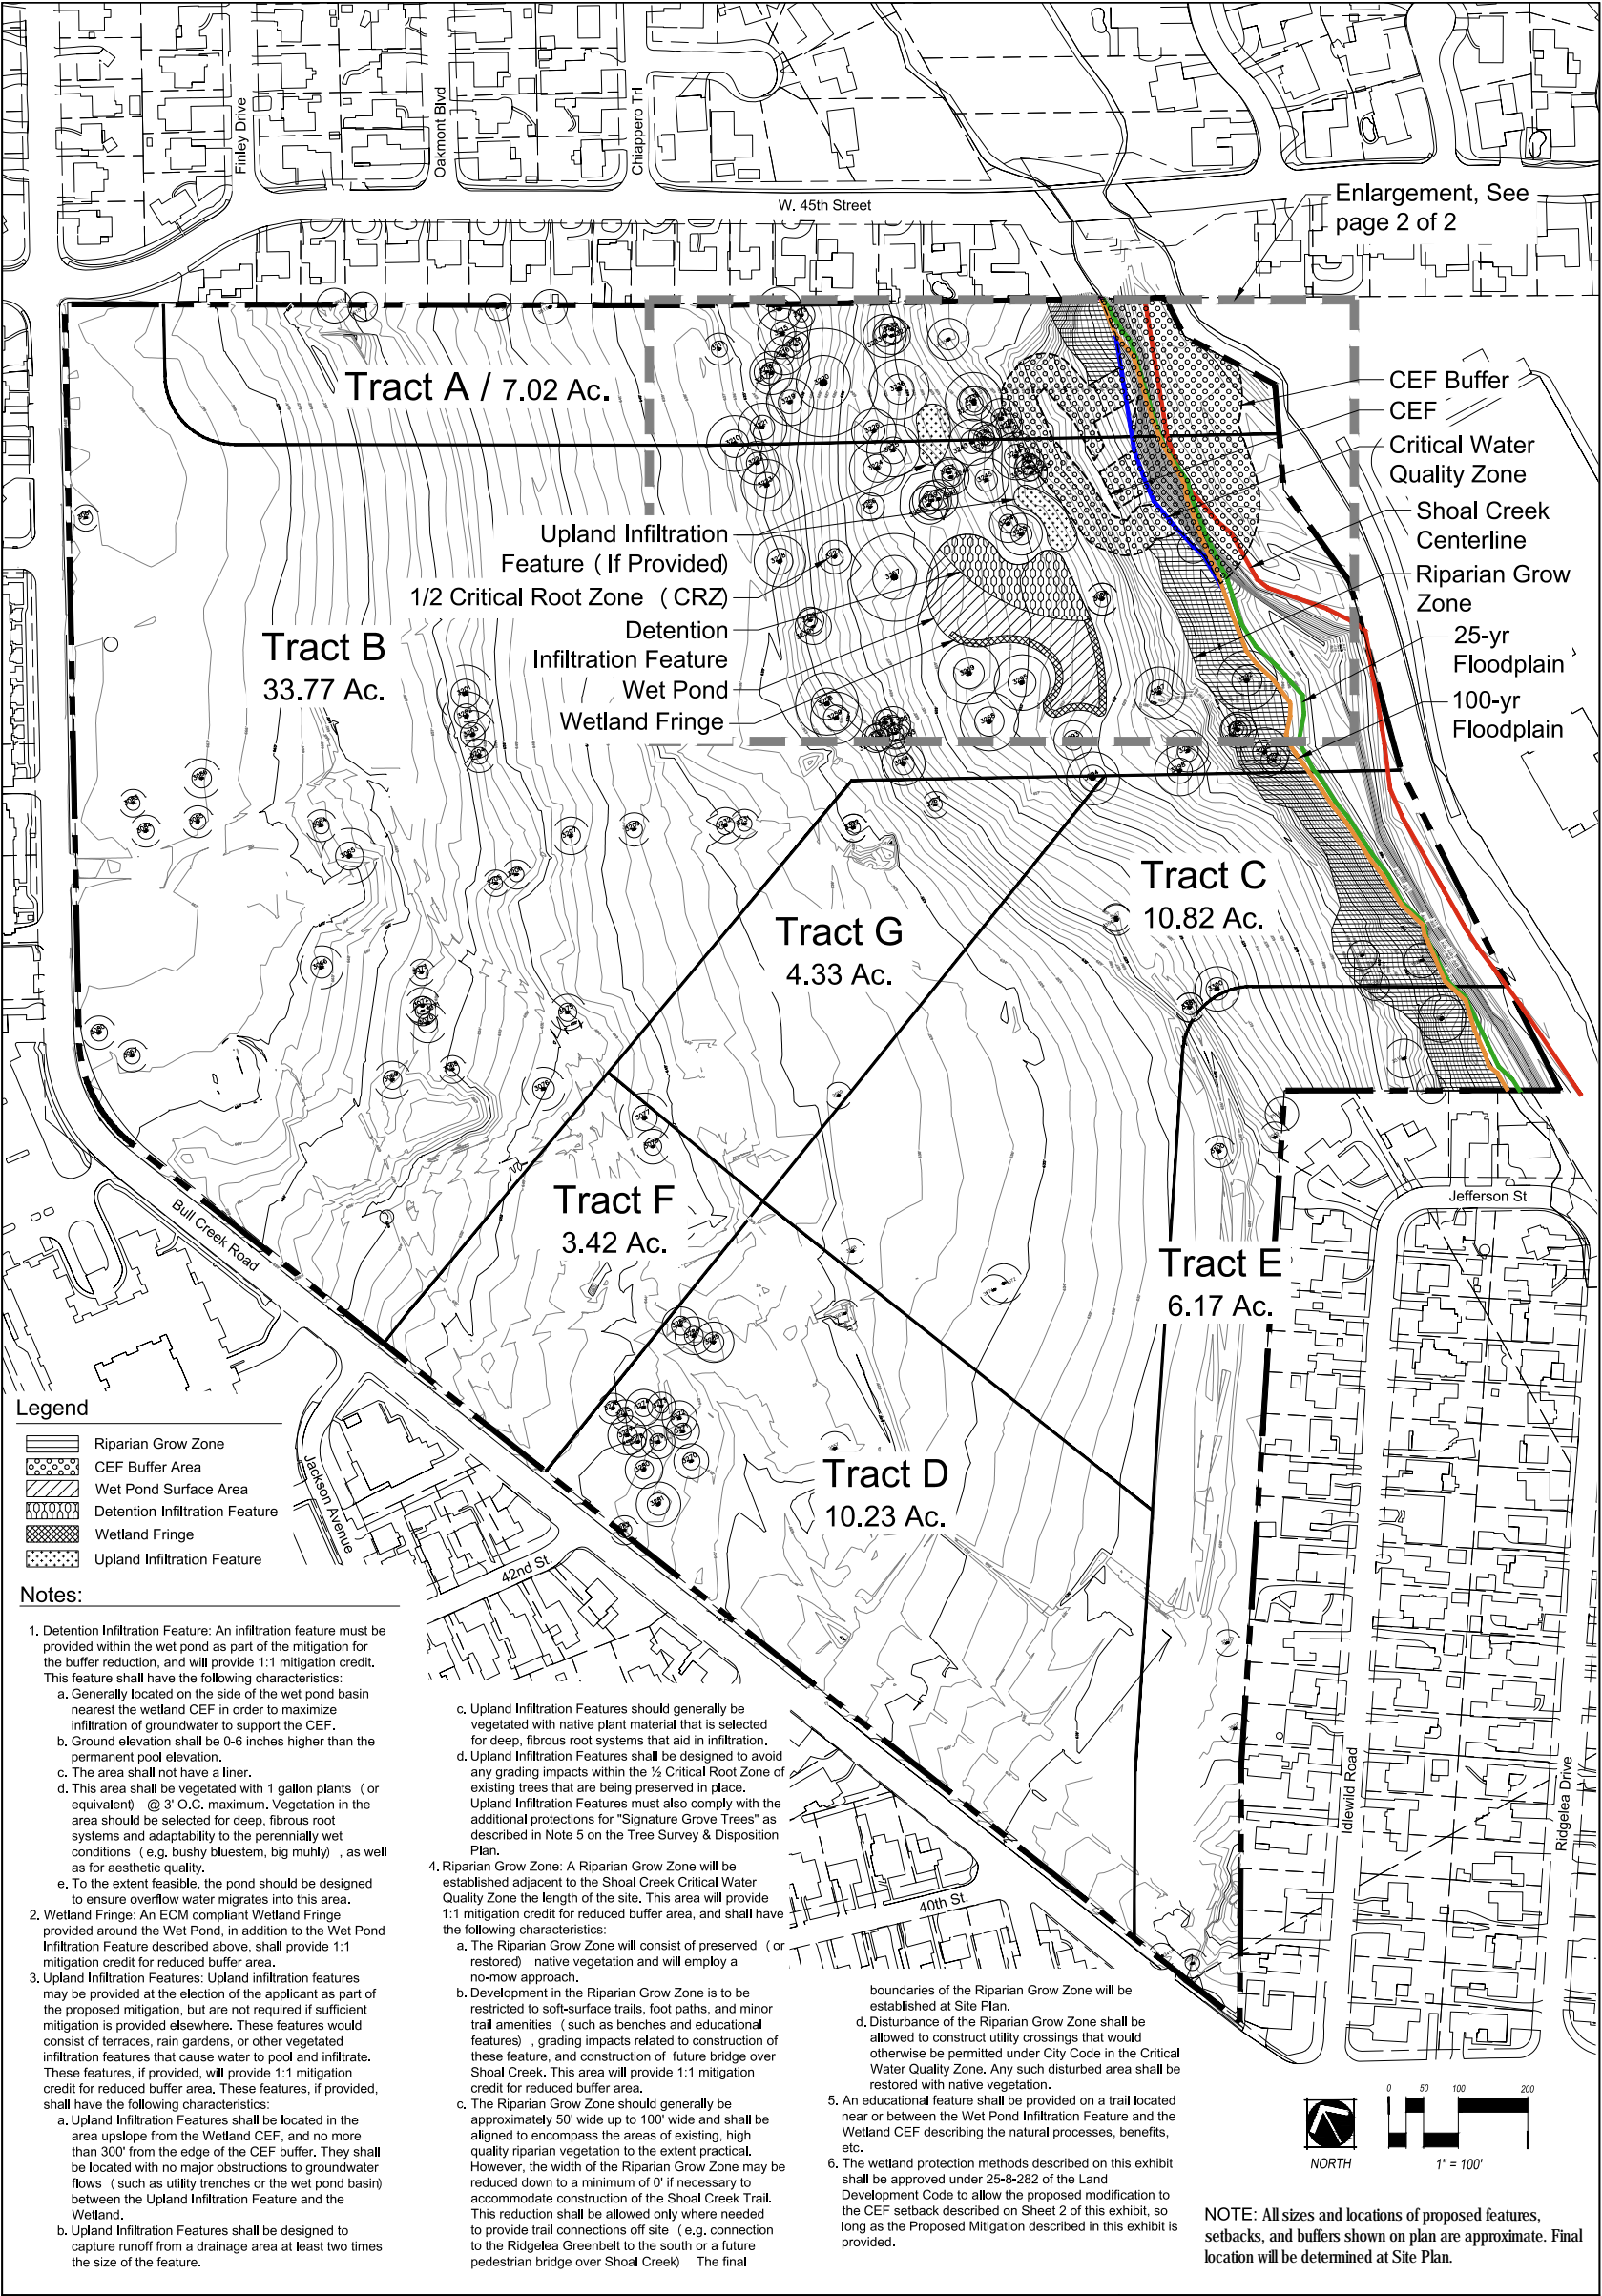 Finley Drive
Oakmont Blvd
Chiappero Trl
W. 45th Street
Enlargement, See
page 2 of 2
Tract A / 7.02 Ac.
CEF Buffer
CEF
Critical Water
Quality Zone
Shoal Creek
Centerline
Riparian Grow
Zone
25-yr
Floodplain
100-yr
Floodplain
Upland Infiltration
Feature (If Provided)
1/2 Critical Root Zone (CRZ)
Detention
Infiltration Feature
Wet Pond
Wetland Fringe
Tract B
33.77 Ac.
Tract C
10.82 Ac.
Tract G
4.33 Ac.
Tract F
3.42 Ac.
Tract E
6.17 Ac.
Tract D
10.23 Ac.
Bull Creek Road
Jefferson St
Jackson Avenue
42nd St.
40th St.
Idlewild Road
Ridgelea Drive
Legend
Riparian Grow Zone
CEF Buffer Area
Wet Pond Surface Area
Detention Infiltration Feature
Wetland Fringe
Upland Infiltration Feature
Notes:
1. Detention Infiltration Feature: An infiltration feature must be
provided within the wet pond as part of the mitigation for
the buffer reduction, and will provide 1:1 mitigation credit.
This feature shall have the following characteristics:
a. Generally located on the side of the wet pond basin
nearest the wetland CEF in order to maximize
infiltration of groundwater to support the CEF.
b. Ground elevation shall be 0-6 inches higher than the
permanent pool elevation.
c. The area shall not have a liner.
d. This area shall be vegetated with 1 gallon plants (or
equivalent) @ 3' O.C. maximum. Vegetation in the
area should be selected for deep, fibrous root
systems and adaptability to the perennially wet
conditions (e.g. bushy bluestem, big muhly) , as well
as for aesthetic quality.
e. To the extent feasible, the pond should be designed
to ensure overflow water migrates into this area.
2. Wetland Fringe: An ECM compliant Wetland Fringe
provided around the Wet Pond, in addition to the Wet Pond
Infiltration Feature described above, shall provide 1:1
mitigation credit for reduced buffer area.
3. Upland Infiltration Features: Upland infiltration features
may be provided at the election of the applicant as part of
the proposed mitigation, but are not required if sufficient
mitigation is provided elsewhere. These features would
consist of terraces, rain gardens, or other vegetated
infiltration features that cause water to pool and infiltrate.
These features, if provided, will provide 1:1 mitigation
credit for reduced buffer area. These features, if provided,
shall have the following characteristics:
a. Upland Infiltration Features shall be located in the
area upslope from the Wetland CEF, and no more
than 300' from the edge of the CEF buffer. They shall
be located with no major obstructions to groundwater
flows (such as utility trenches or the wet pond basin)
between the Upland Infiltration Feature and the
Wetland.
b. Upland Infiltration Features shall be designed to
capture runoff from a drainage area at least two times
the size of the feature.
c. Upland Infiltration Features should generally be
vegetated with native plant material that is selected
for deep, fibrous root systems that aid in infiltration.
d. Upland Infiltration Features shall be designed to avoid
any grading impacts within the ½ Critical Root Zone of
existing trees that are being preserved in place.
Upland Infiltration Features must also comply with the
additional protections for "Signature Grove Trees" as
described in Note 5 on the Tree Survey & Disposition
Plan.
4. Riparian Grow Zone: A Riparian Grow Zone will be
established adjacent to the Shoal Creek Critical Water
Quality Zone the length of the site. This area will provide
1:1 mitigation credit for reduced buffer area, and shall have
the following characteristics:
a. The Riparian Grow Zone will consist of preserved (or
restored) native vegetation and will employ a
no-mow approach.
b. Development in the Riparian Grow Zone is to be
restricted to soft-surface trails, foot paths, and minor
trail amenities (such as benches and educational
features) , grading impacts related to construction of
these feature, and construction of future bridge over
Shoal Creek. This area will provide 1:1 mitigation
credit for reduced buffer area.
c. The Riparian Grow Zone should generally be
approximately 50' wide up to 100' wide and shall be
aligned to encompass the areas of existing, high
quality riparian vegetation to the extent practical.
However, the width of the Riparian Grow Zone may be
reduced down to a minimum of 0' if necessary to
accommodate construction of the Shoal Creek Trail.
This reduction shall be allowed only where needed
to provide trail connections off site (e.g. connection
to the Ridgelea Greenbelt to the south or a future
pedestrian bridge over Shoal Creek) The final
boundaries of the Riparian Grow Zone will be
established at Site Plan.
d. Disturbance of the Riparian Grow Zone shall be
allowed to construct utility crossings that would
otherwise be permitted under City Code in the Critical
Water Quality Zone. Any such disturbed area shall be
restored with native vegetation.
5. An educational feature shall be provided on a trail located
near or between the Wet Pond Infiltration Feature and the
Wetland CEF describing the natural processes, benefits,
etc.
6. The wetland protection methods described on this exhibit
shall be approved under 25-8-282 of the Land
Development Code to allow the proposed modification to
the CEF setback described on Sheet 2 of this exhibit, so
long as the Proposed Mitigation described in this exhibit is
provided.
NORTH
0 50 100 200
1" = 100'
NOTE: All sizes and locations of proposed features,
setbacks, and buffers shown on plan are approximate. Final
location will be determined at Site Plan.